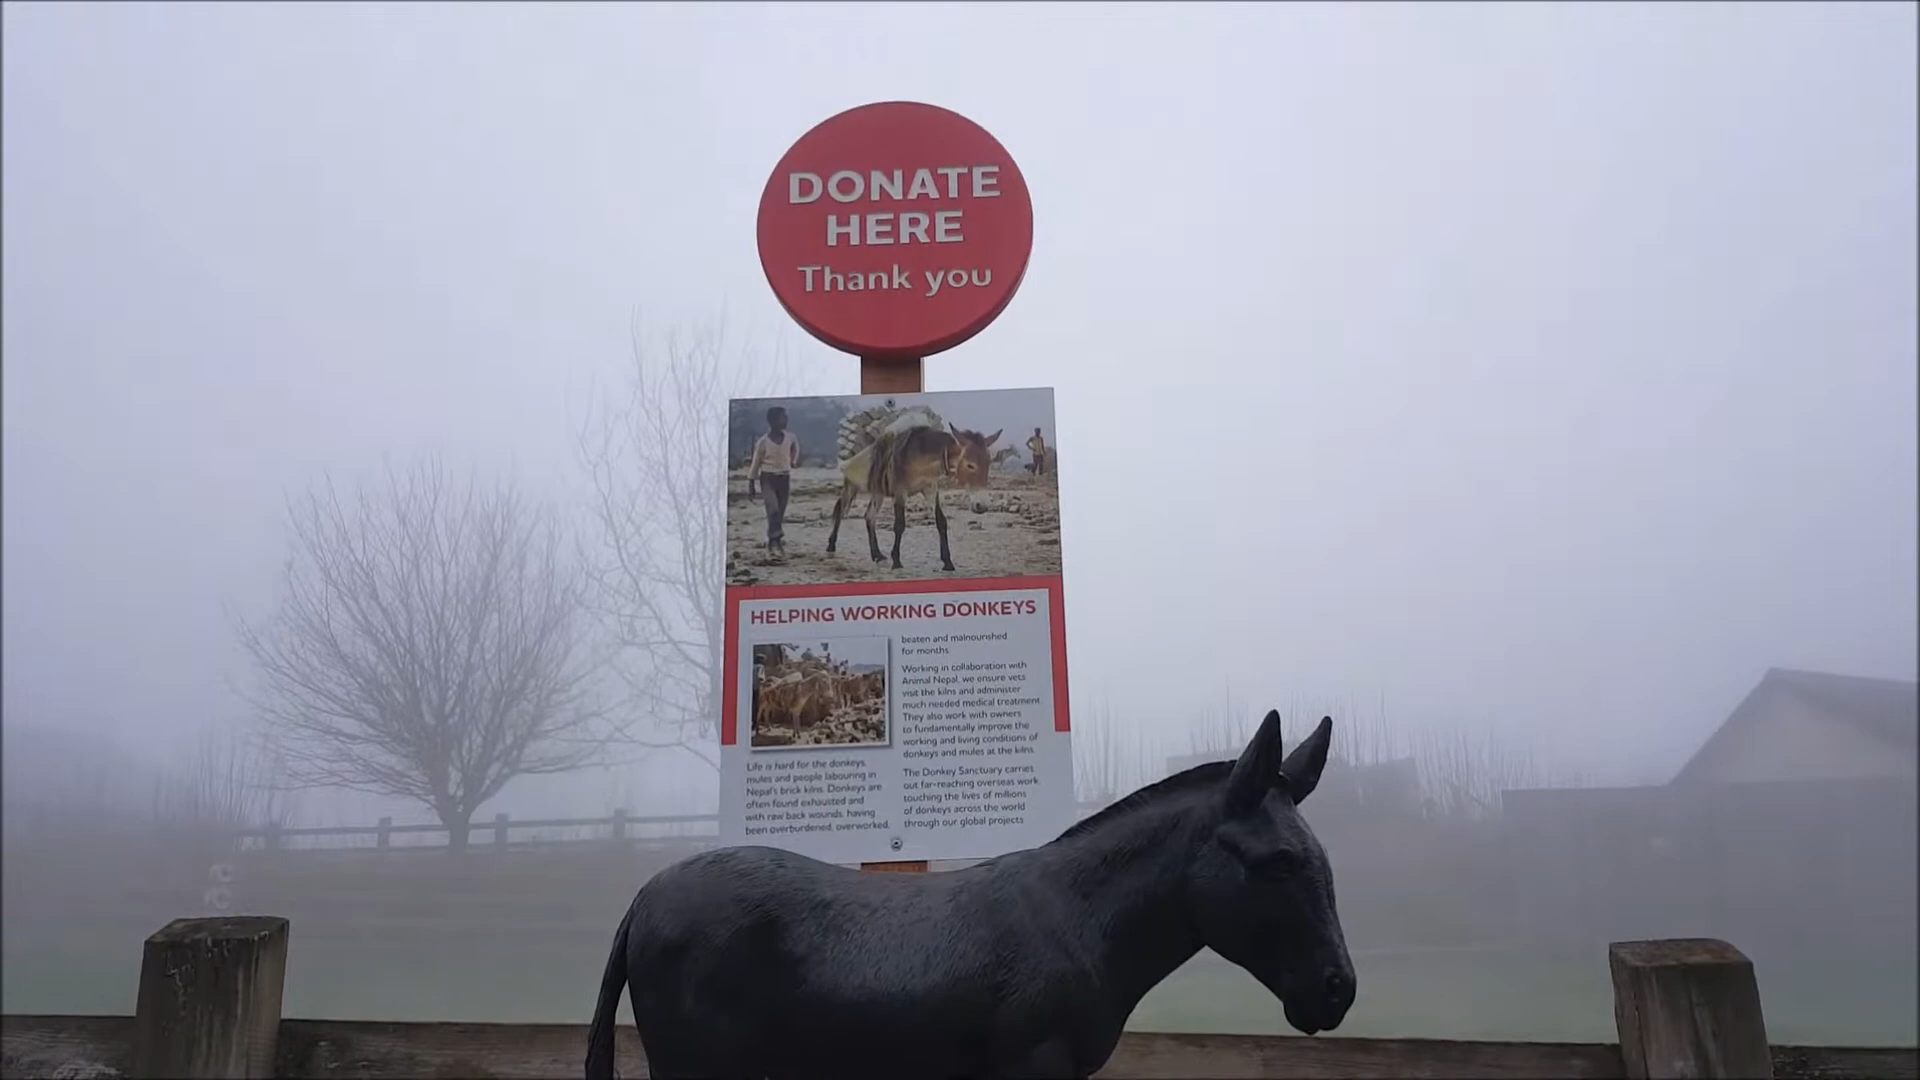 DONATE
HERE
Thank you
HELPING WORKING DONKEYS
Life is hard for the donkeys,
mules and people labouring in
Nepal's brick kilns. Donkeys are
often found exhausted and
with raw back wounds, having
been overburdened, overworked,
beaten and malnourished
for months.
Working in collaboration with
Animal Nepal, we ensure vets
visit the kilns and administer
much needed medical treatment.
They also work with owners
to fundamentally improve the
working and living conditions of
donkeys and mules at the kilns.
The Donkey Sanctuary carries
out far-reaching overseas work,
touching the lives of millions
of donkeys across the world
through our global projects